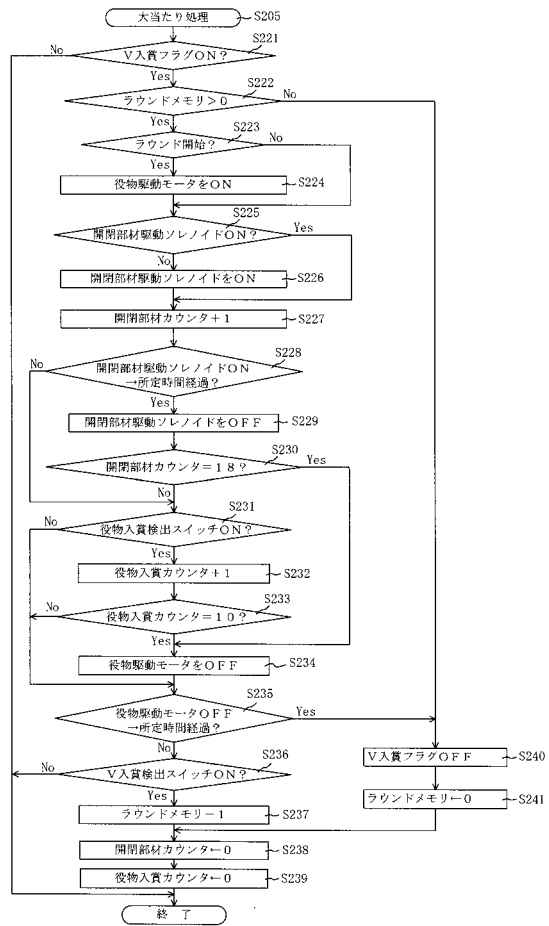 大当たり処理 S205
S221
V入賞フラグON? No
Yes
S222
ラウンドメモリ>0 No
Yes
S223
ラウンド開始? No
Yes
役物駆動モータをON S224
S225
開閉部材駆動ソレノイドON? Yes
No
開閉部材駆動ソレノイドをON S226
開閉部材カウンタ+1 S227
S228
No 開閉部材駆動ソレノイドON
→所定時間経過?
Yes
開閉部材駆動ソレノイドをOFF S229
S230
開閉部材カウンター=18? Yes
No
S231
No 役物入賞検出スイッチON?
Yes
役物入賞カウンタ+1 S232
S233
No 役物入賞カウンター=10?
Yes
役物駆動モータをOFF S234
S235
役物駆動モータOFF Yes
→所定時間経過?
No
S236
No V入賞検出スイッチON?
Yes
ラウンドメモリ-1 S237
V入賞フラグOFF S240
ラウンドメモリ←0 S241
開閉部材カウンタ←0 S238
役物入賞カウンタ←0 S239
終 了